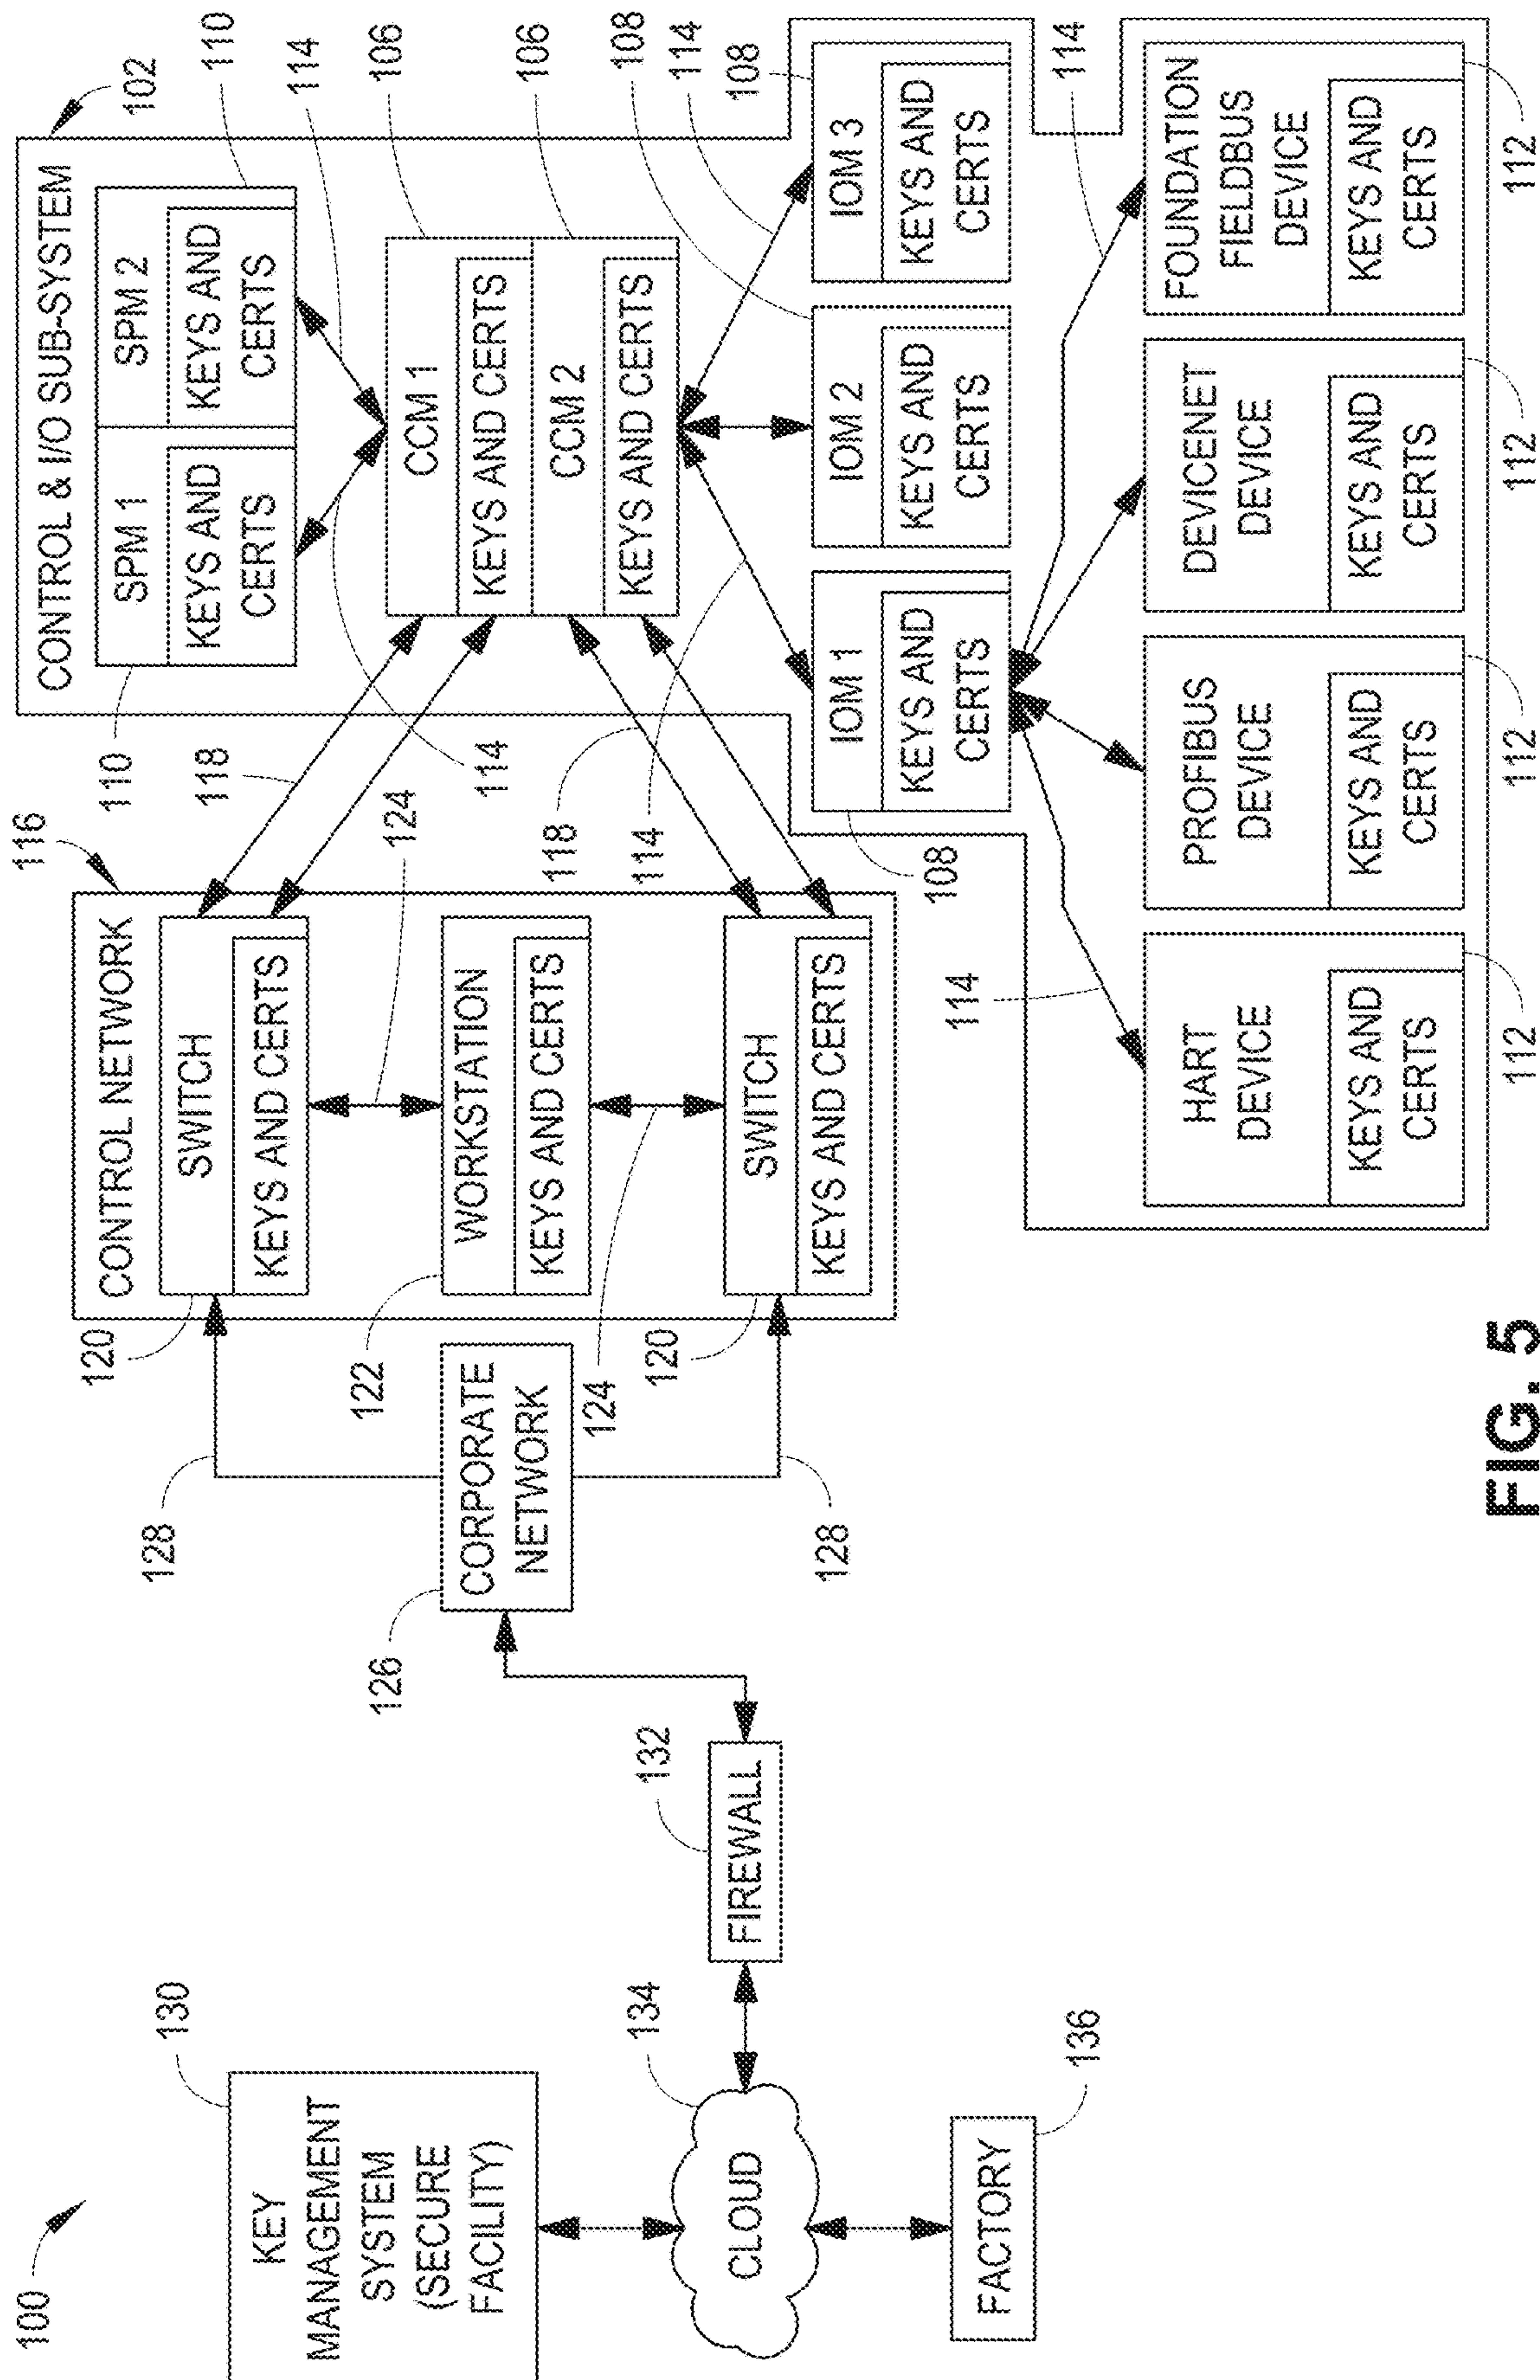 100
KEY
MANAGEMENT
SYSTEM
(SECURE
FACILITY)
130
CLOUD
134
FACTORY
136
FIREWALL
132
CORPORATE
NETWORK
126
128
128
CONTROL NETWORK
116
SWITCH
KEYS AND CERTS
120
124
WORKSTATION
KEYS AND CERTS
122
124
SWITCH
KEYS AND CERTS
120
118
118
CONTROL & I/O SUB-SYSTEM
102
SPM 1
KEYS AND
CERTS
110
SPM 2
KEYS AND
CERTS
110
114
114
CCM 1
KEYS AND CERTS
106
CCM 2
KEYS AND CERTS
106
114
114
IOM 1
KEYS AND
CERTS
108
IOM 2
KEYS AND
CERTS
108
IOM 3
KEYS AND
CERTS
108
114
114
HART
DEVICE
KEYS AND
CERTS
112
PROFIBUS
DEVICE
KEYS AND
CERTS
112
DEVICENET
DEVICE
KEYS AND
CERTS
112
FOUNDATION
FIELDBUS
DEVICE
KEYS AND
CERTS
112
FIG. 5